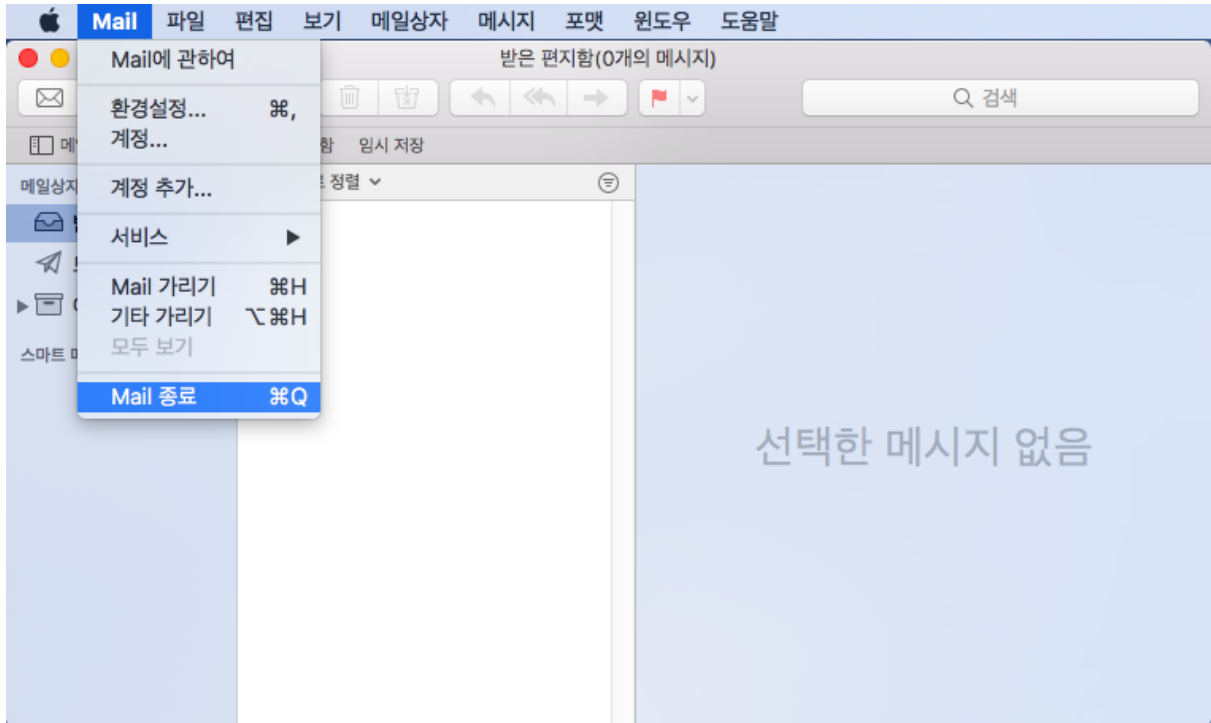 Mail 파일 편집 보기 메일상자 메시지 포맷 윈도우 도움말
받은 편지함(0개의 메시지)
Mail에 관하여
환경설정... ⌘,
계정...
계정 추가...
서비스 ▶
Mail 가리기 ⌘H
기타 가리기 ⌥⌘H
모두 보기
Mail 종료 ⌘Q
검색
임시 저장
정렬
메일상자
스마트
선택한 메시지 없음